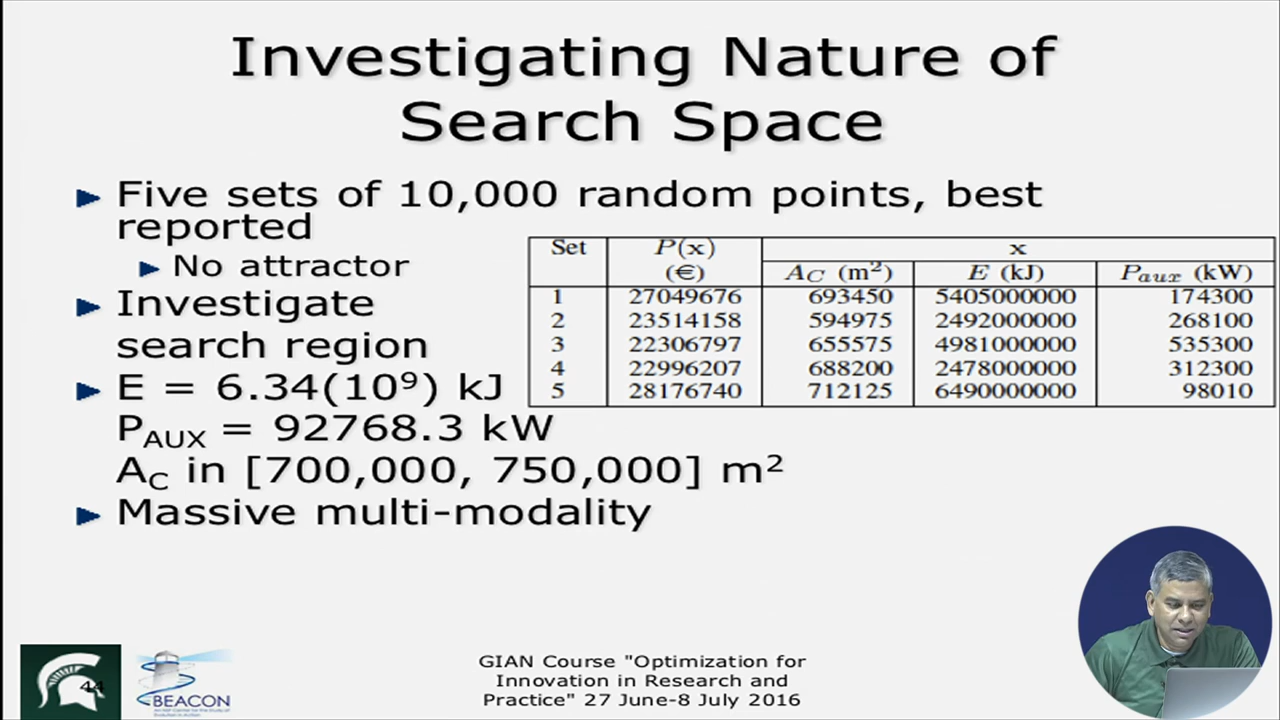 Investigating Nature of
Search Space
Five sets of 10,000 random points, best
reported
No attractor
Investigate
search region
E = 6.34(10⁹) kJ
P_AUX = 92768.3 kW
A_C in [700,000, 750,000] m²
Massive multi-modality
Set P(x) (€) x
A_C (m²) E (kJ) P_aux (kW)
1 27049676 693450 5405000000 174300
2 23514158 594975 2492000000 268100
3 22306797 655575 4981000000 535300
4 22996207 688200 2478000000 312300
5 28176740 712125 6490000000 98010
44
BEACON
GIAN Course "Optimization for
Innovation in Research and
Practice" 27 June-8 July 2016